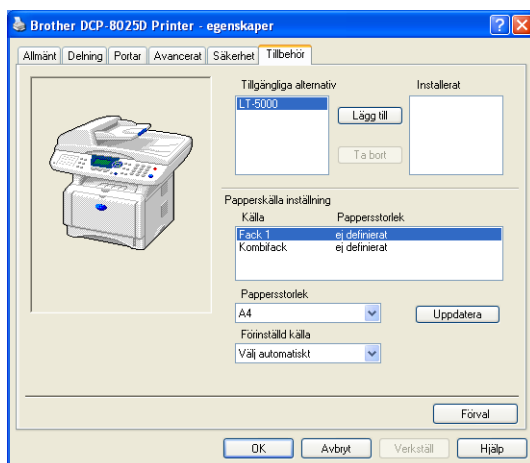 Brother DCP-8025D Printer - egenskaper
Allmänt Delning Portar Avancerat Säkerhet Tillbehör
Tillgängliga alternativ Installerat
LT-5000
Lägg till
Ta bort
Papperskälla inställning
Källa Pappersstorlek
Fack 1 ej definierat
Kombifack ej definierat
Pappersstorlek
A4 Uppdatera
Förinställd källa
Välj automatiskt
Förval
OK Avbryt Verkställ Hjälp